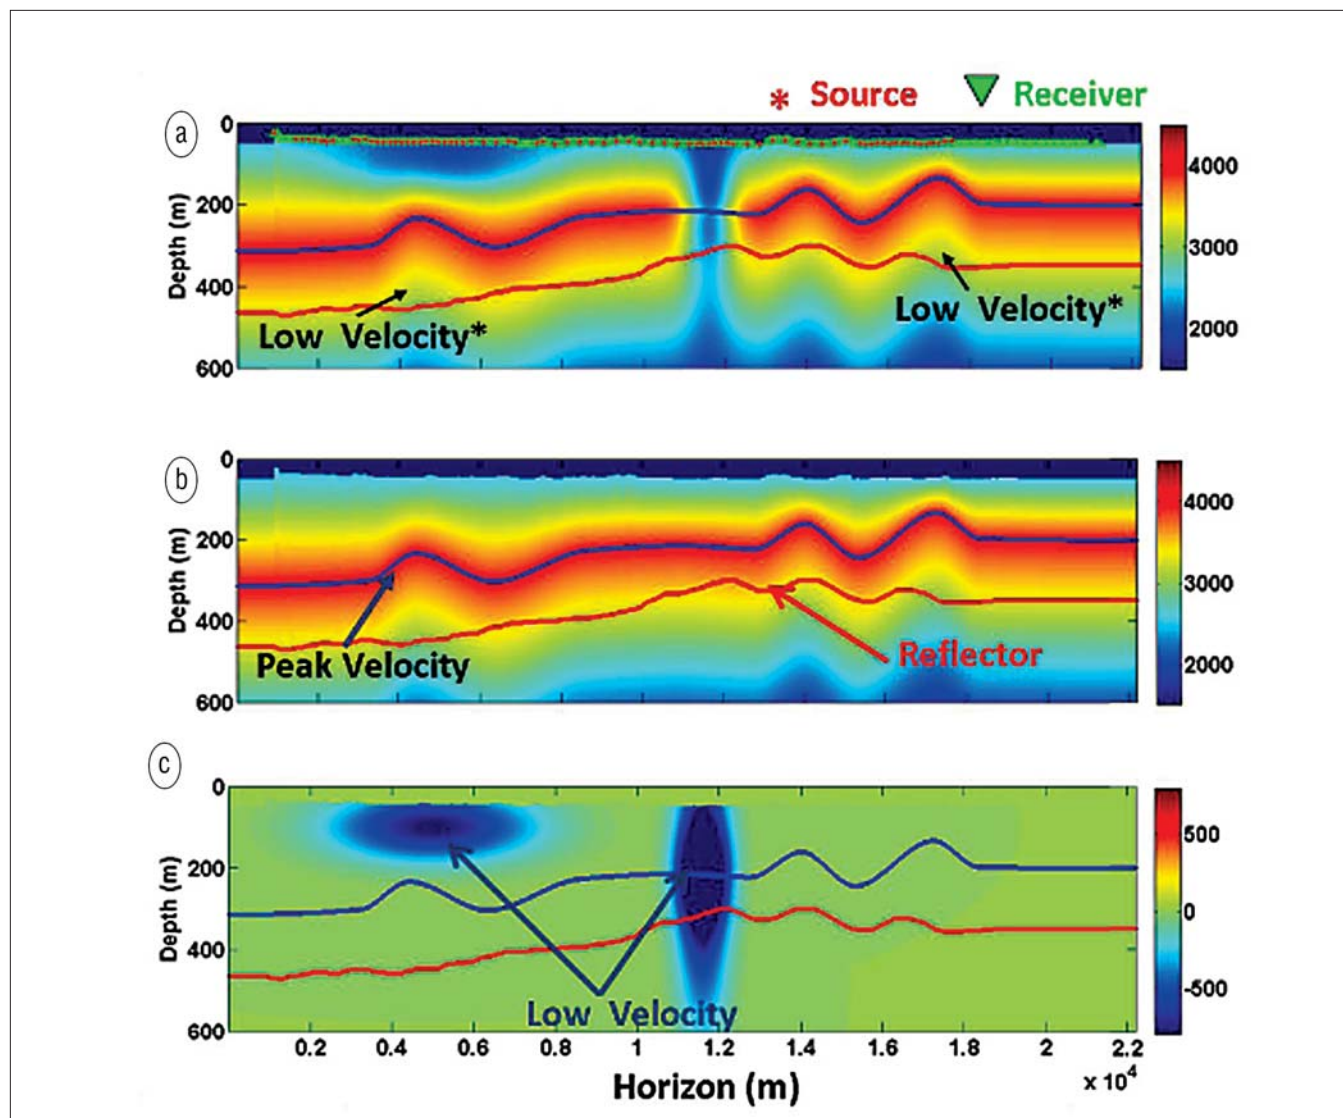 * Source Receiver
a
0
200
400
600
Depth (m)
Low Velocity*
Low Velocity*
4000
3000
2000
b
0
200
400
600
Depth (m)
Peak Velocity
Reflector
4000
3000
2000
c
0
200
400
600
Depth (m)
Low Velocity
500
0
-500
0.2 0.4 0.6 0.8 1 1.2 1.4 1.6 1.8 2 2.2
x 10⁴
Horizon (m)